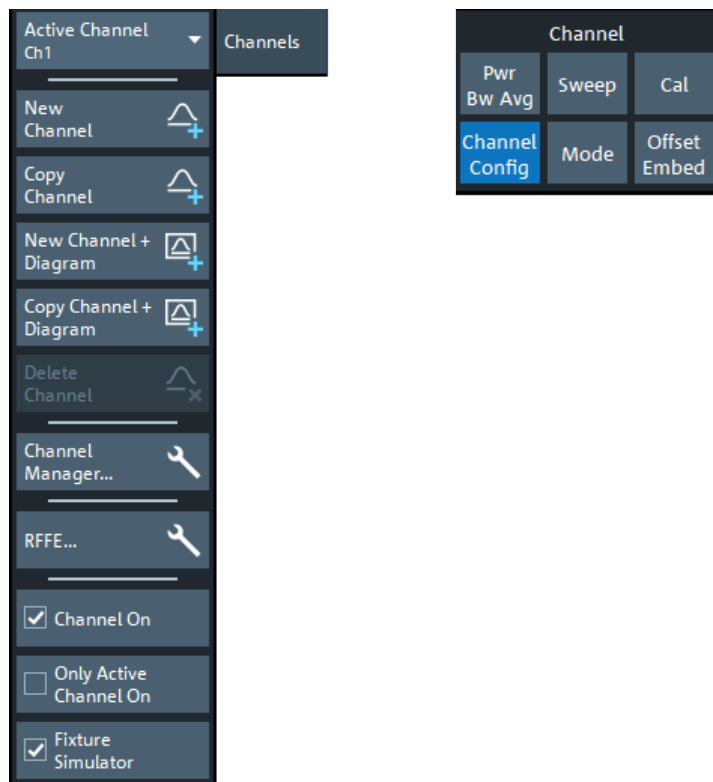 Active Channel
Ch1
Channels
New
Channel
Copy
Channel
New Channel +
Diagram
Copy Channel +
Diagram
Delete
Channel
Channel
Manager...
RFFE...
Channel On
Only Active
Channel On
Fixture
Simulator
Channel
Pwr
Bw Avg
Sweep
Cal
Channel
Config
Mode
Offset
Embed